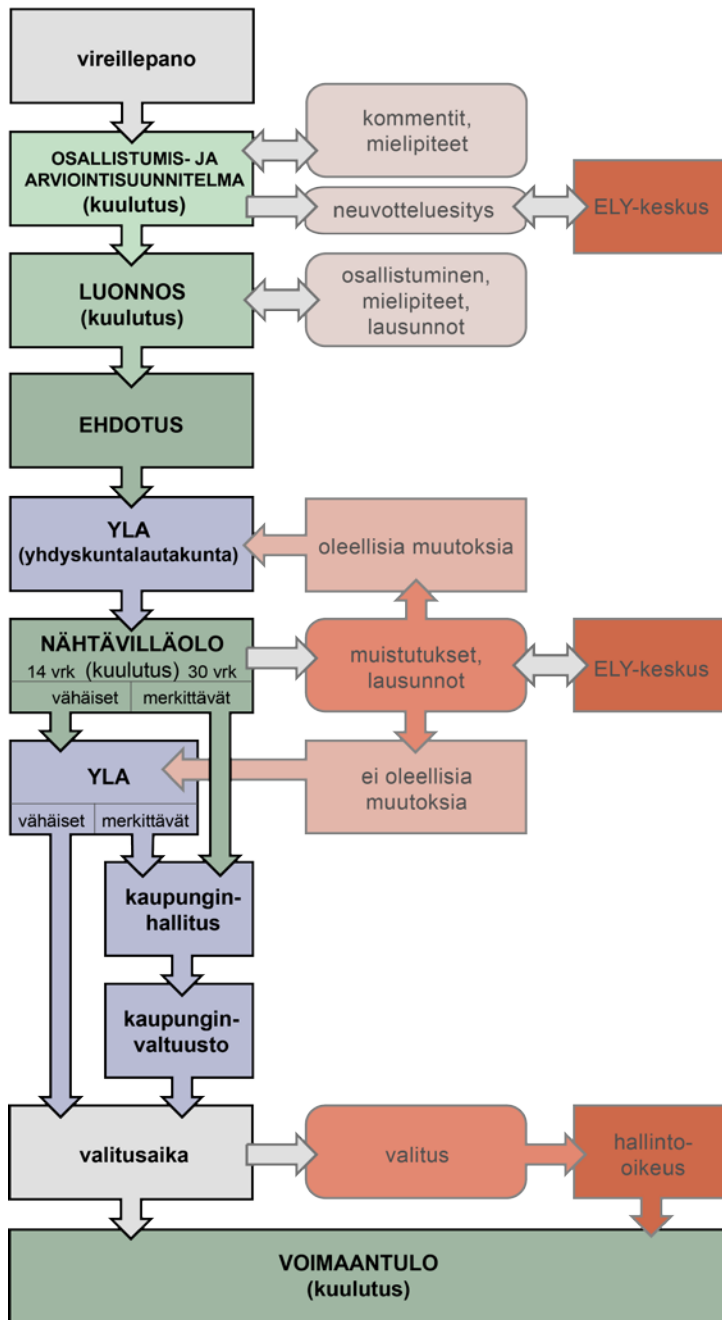 vireillepano
kommentit,
mielipiteet
OSALLISTUMIS- JA
ARVIOINTISUUNNITELMA
(kuulutus)
neuvotteluesitys
ELY-keskus
LUONNOS
(kuulutus)
osallistuminen,
mielipiteet,
lausunnot
EHDOTUS
YLA
(yhdyskuntalautakunta)
oleellisia muutoksia
NÄHTÄVILLÄOLO
14 vrk (kuulutus) 30 vrk
vähäiset merkittävät
muistutukset,
lausunnot
ELY-keskus
YLA
vähäiset merkittävät
ei oleellisia
muutoksia
kaupungin-
hallitus
kaupungin-
valtuusto
valitusaika
valitus
hallinto-
oikeus
VOIMAANTULO
(kuulutus)